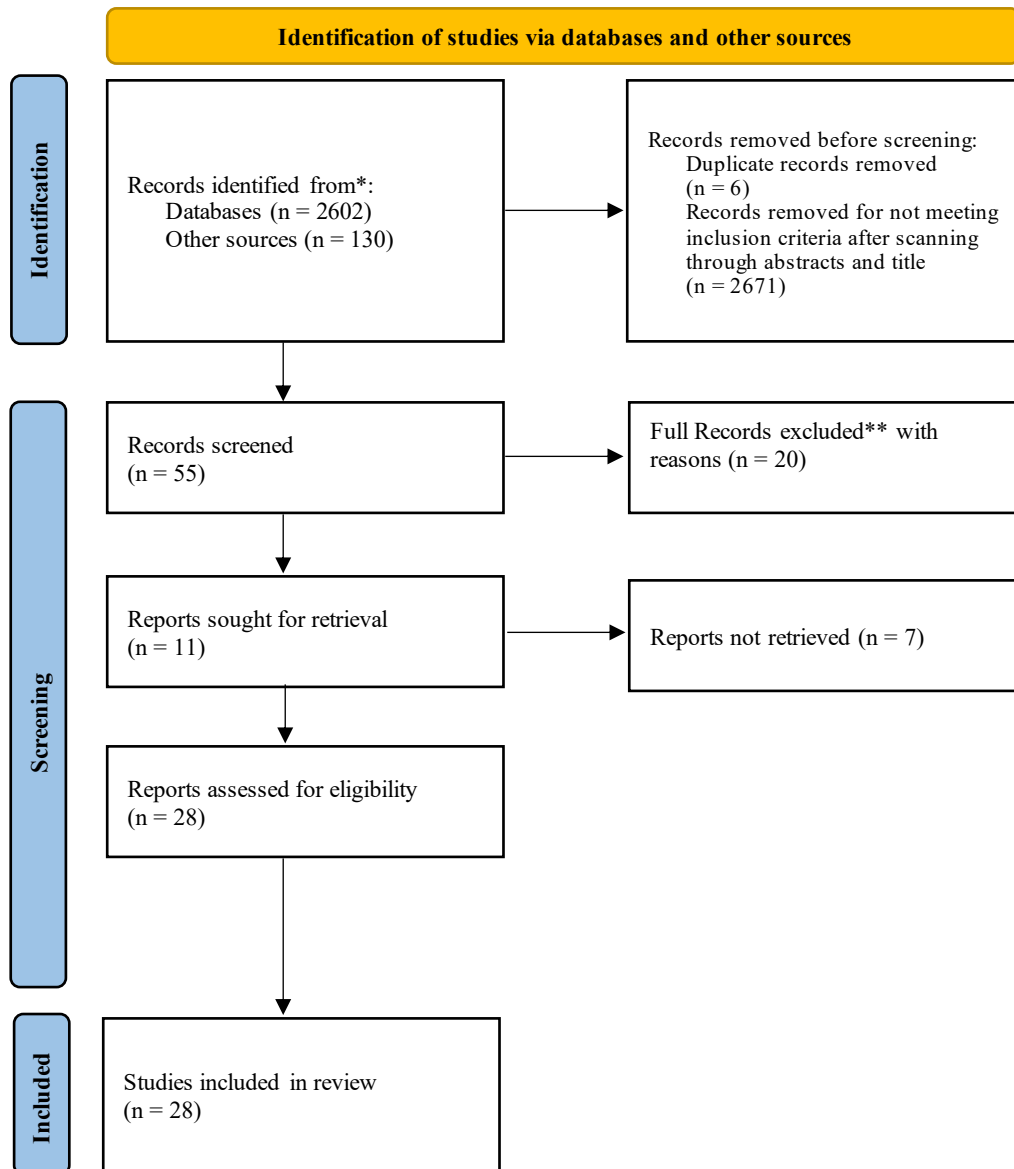 Identification of studies via databases and other sources
Identification
Records identified from*:
Databases (n = 2602)
Other sources (n = 130)
Records removed before screening:
Duplicate records removed
(n = 6)
Records removed for not meeting
inclusion criteria after scanning
through abstracts and title
(n = 2671)
Screening
Records screened
(n = 55)
Full Records excluded** with
reasons (n = 20)
Reports sought for retrieval
(n = 11)
Reports not retrieved (n = 7)
Reports assessed for eligibility
(n = 28)
Included
Studies included in review
(n = 28)